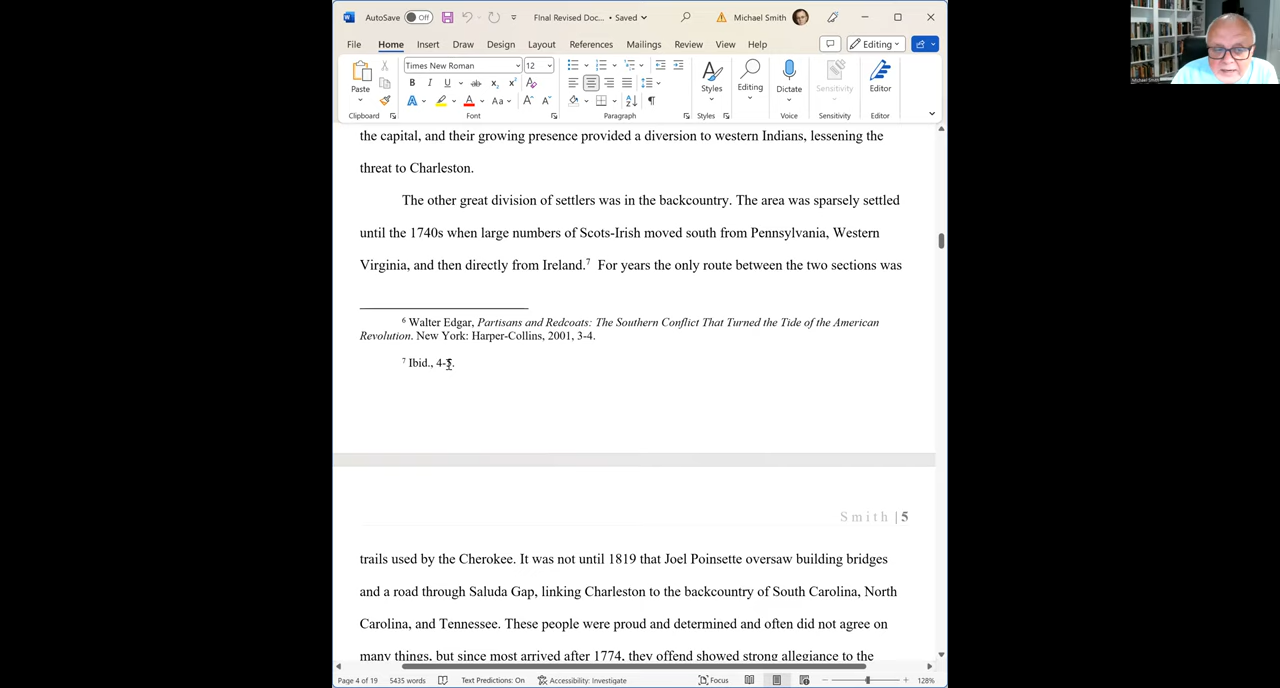 AutoSave Off FInal Revised Doc... • Saved Michael Smith
File Home Insert Draw Design Layout References Mailings Review View Help Editing
Times New Roman 12
Paste Styles Editing Dictate Sensitivity Editor
Clipboard Font Paragraph Styles Voice Sensitivity Editor
the capital, and their growing presence provided a diversion to western Indians, lessening the
threat to Charleston.
The other great division of settlers was in the backcountry. The area was sparsely settled
until the 1740s when large numbers of Scots-Irish moved south from Pennsylvania, Western
Virginia, and then directly from Ireland.7 For years the only route between the two sections was
6 Walter Edgar, Partisans and Redcoats: The Southern Conflict That Turned the Tide of the American
Revolution. New York: Harper-Collins, 2001, 3-4.
7 Ibid., 4-5.
Smith | 5
trails used by the Cherokee. It was not until 1819 that Joel Poinsette oversaw building bridges
and a road through Saluda Gap, linking Charleston to the backcountry of South Carolina, North
Carolina, and Tennessee. These people were proud and determined and often did not agree on
many things, but since most arrived after 1774, they offend showed strong allegiance to the
Page 4 of 19 5435 words Text Predictions: On Accessibility: Investigate Focus 128%
Michael Smith